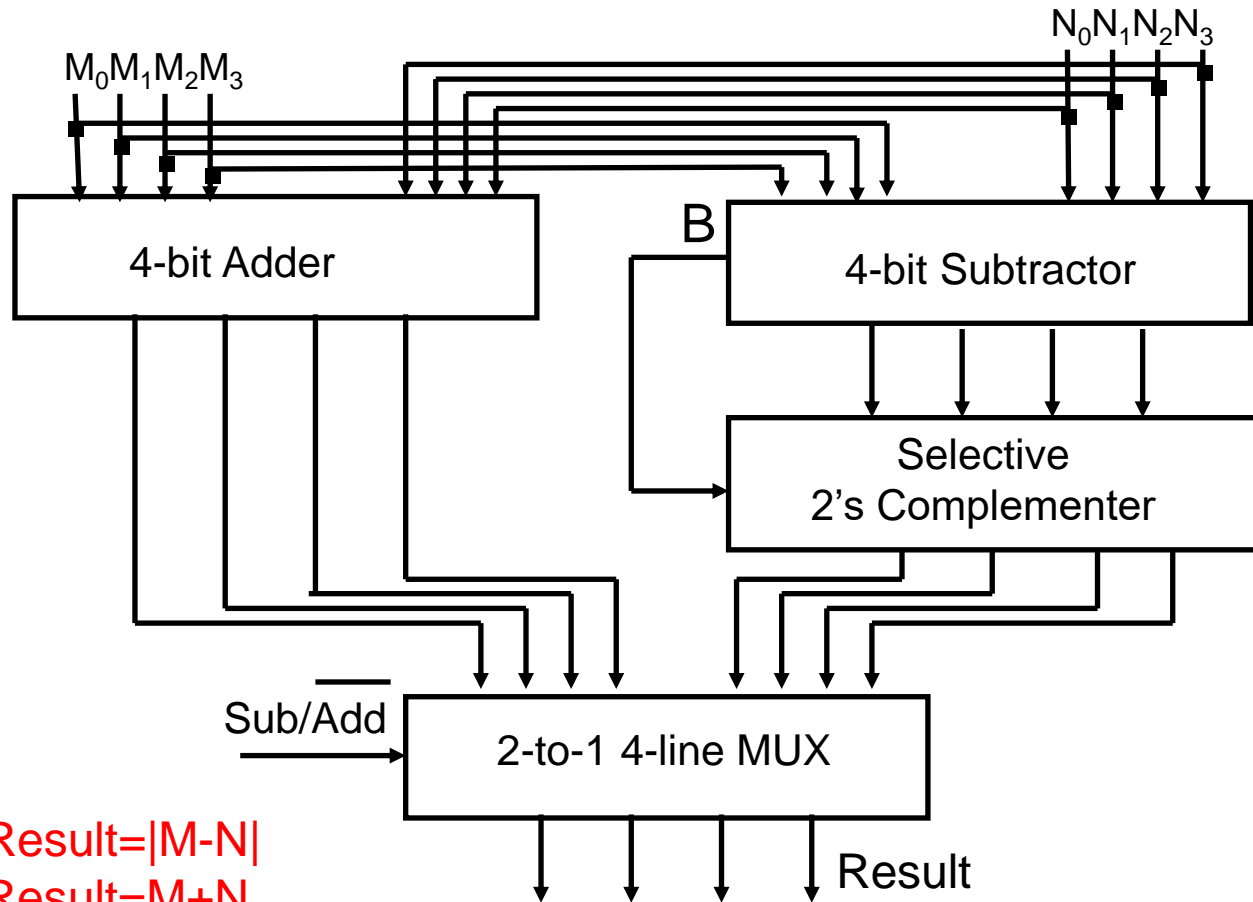 N₀N₁N₂N₃
M₀M₁M₂M₃
B
4-bit Adder
4-bit Subtractor
Selective
2's Complementer
Sub/Add
2-to-1 4-line MUX
Result=|M-N|
Result=M+N
Result